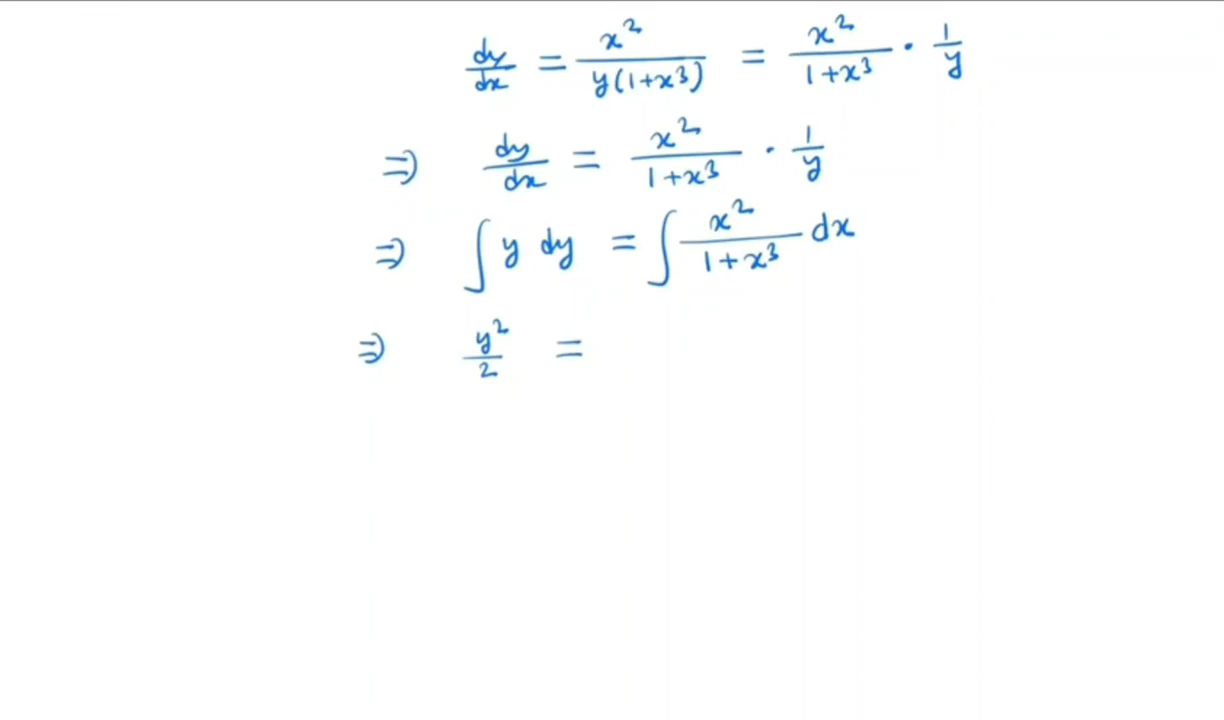 dy/dx = x²/y(1+x³) = x²/1+x³ · 1/y
⇒ dy/dx = x²/1+x³ · 1/y
⇒ ∫ y dy = ∫ x²/1+x³ dx
⇒ y²/2 =